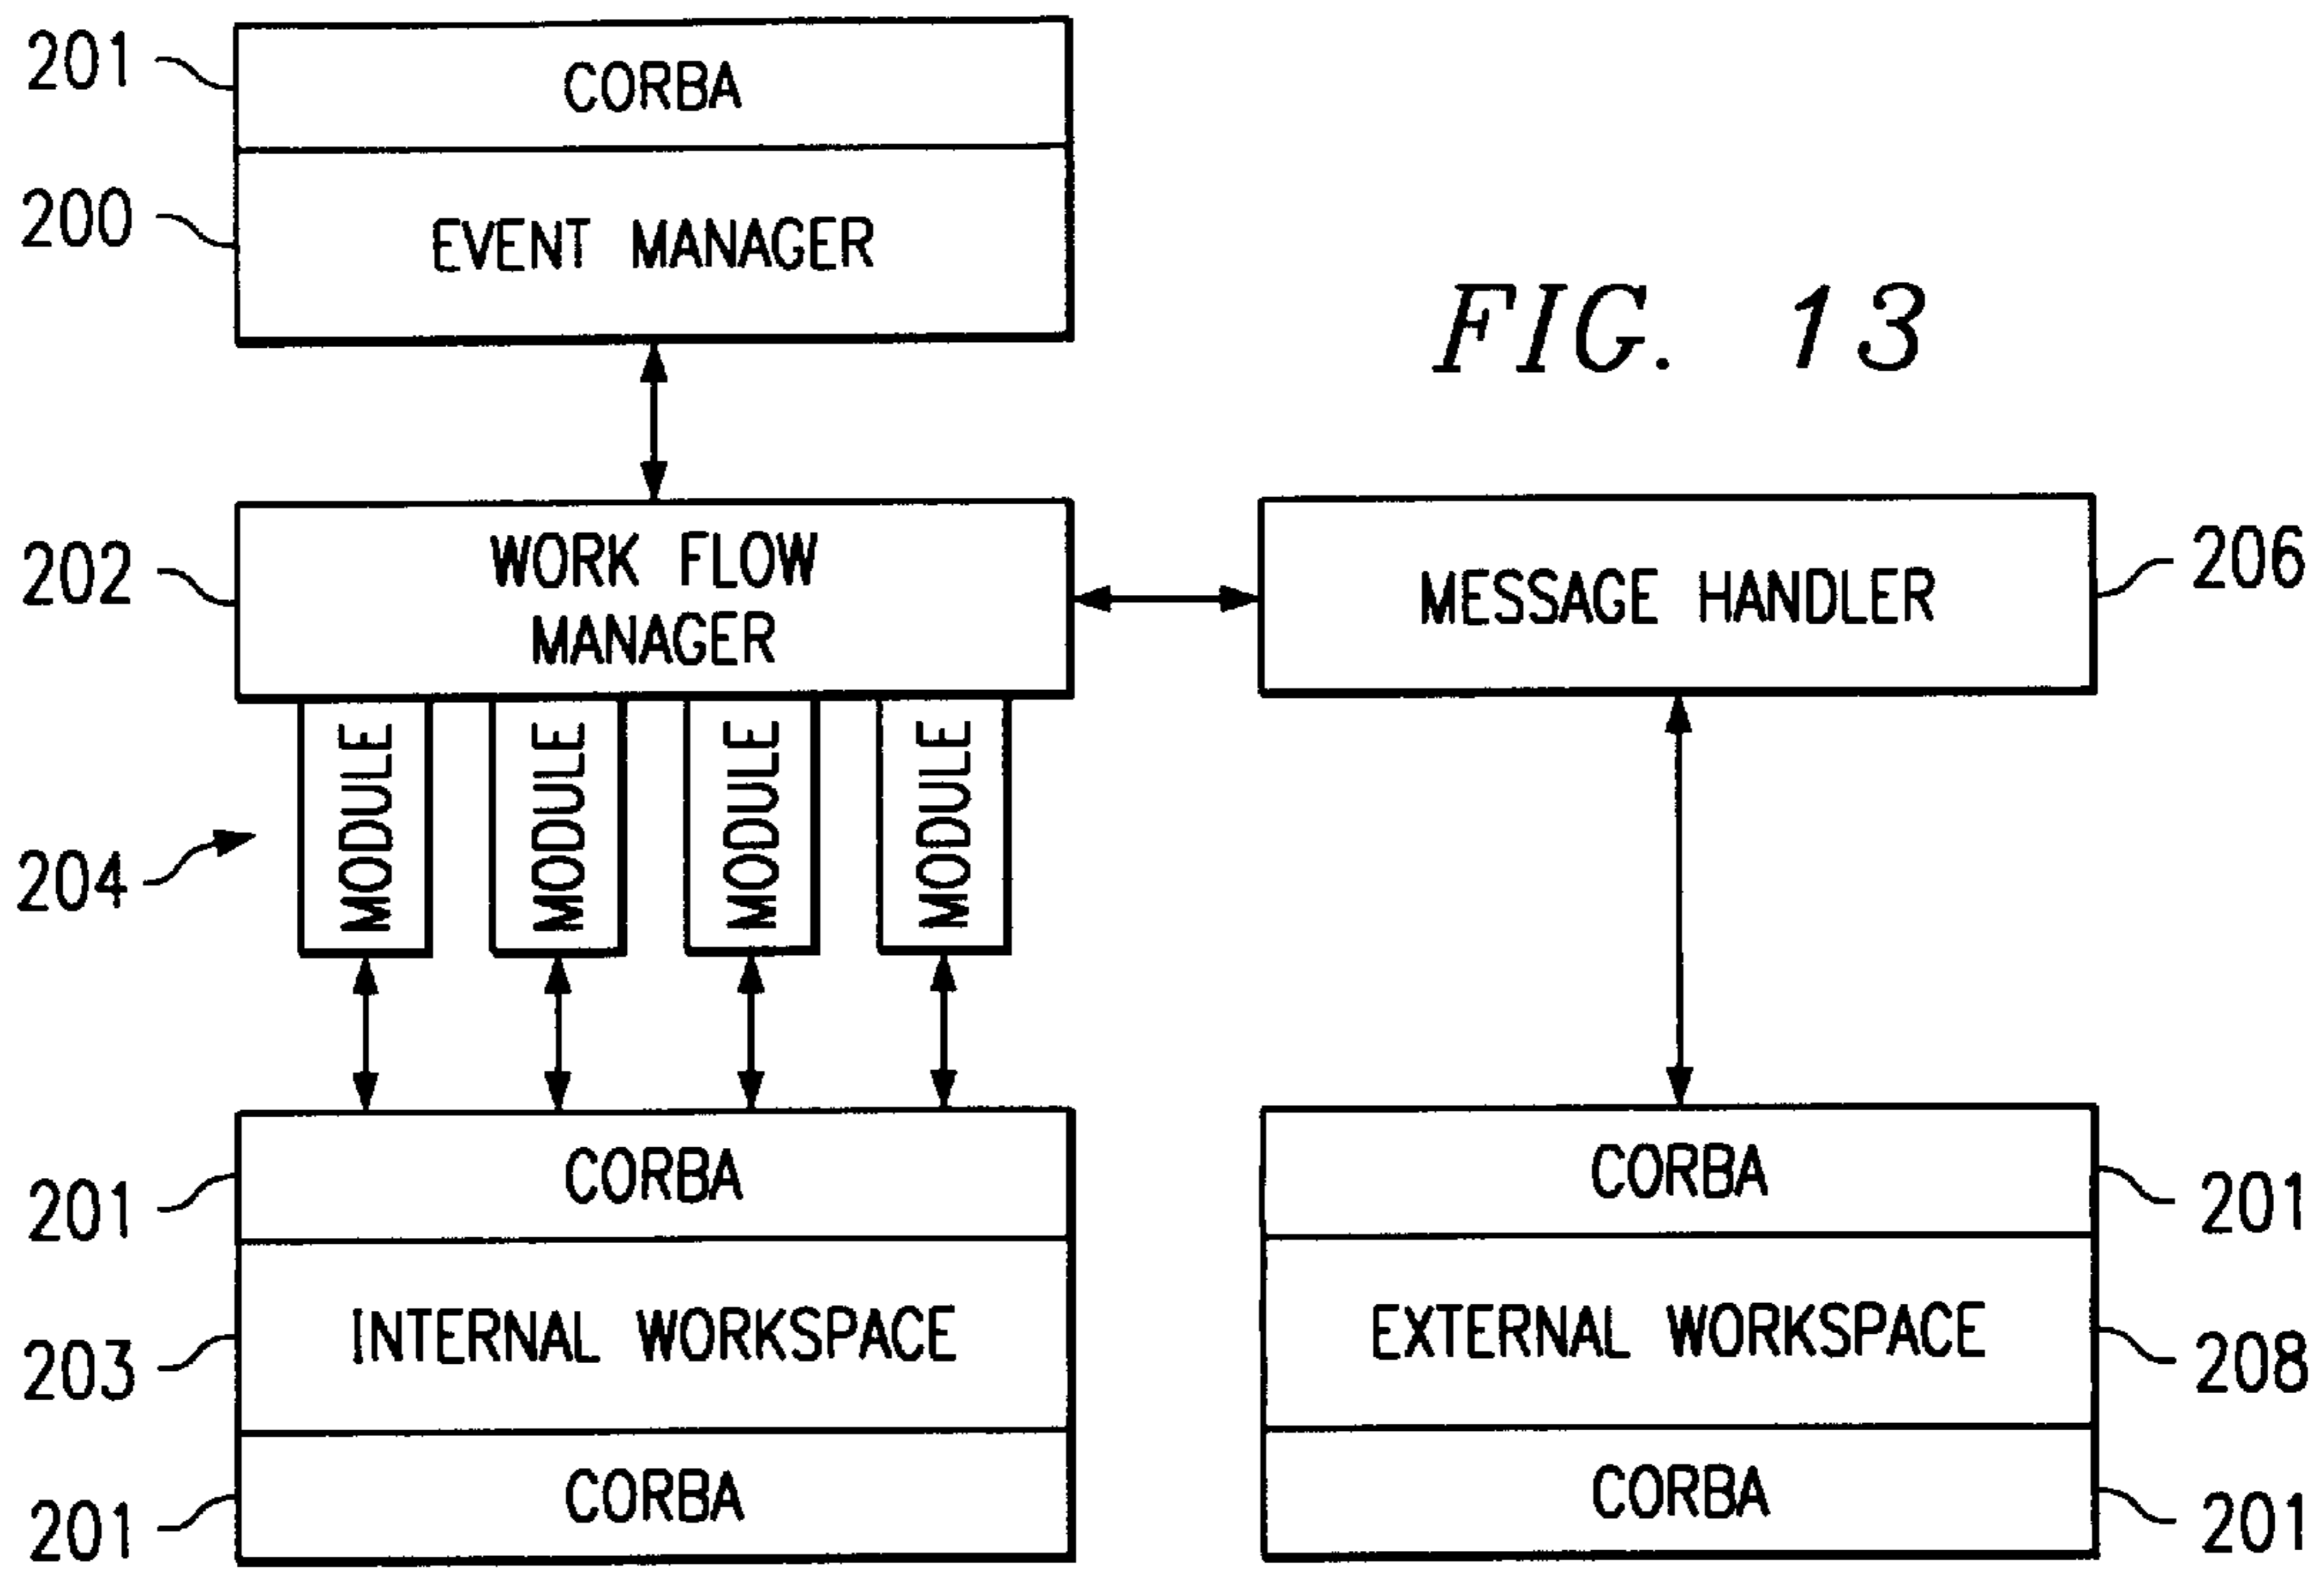 201
CORBA
200
EVENT MANAGER
FIG. 13
202
WORK FLOW
MANAGER
MESSAGE HANDLER
206
204
MODULE
MODULE
MODULE
MODULE
201
CORBA
203
INTERNAL WORKSPACE
201
CORBA
CORBA
201
EXTERNAL WORKSPACE
208
CORBA
201